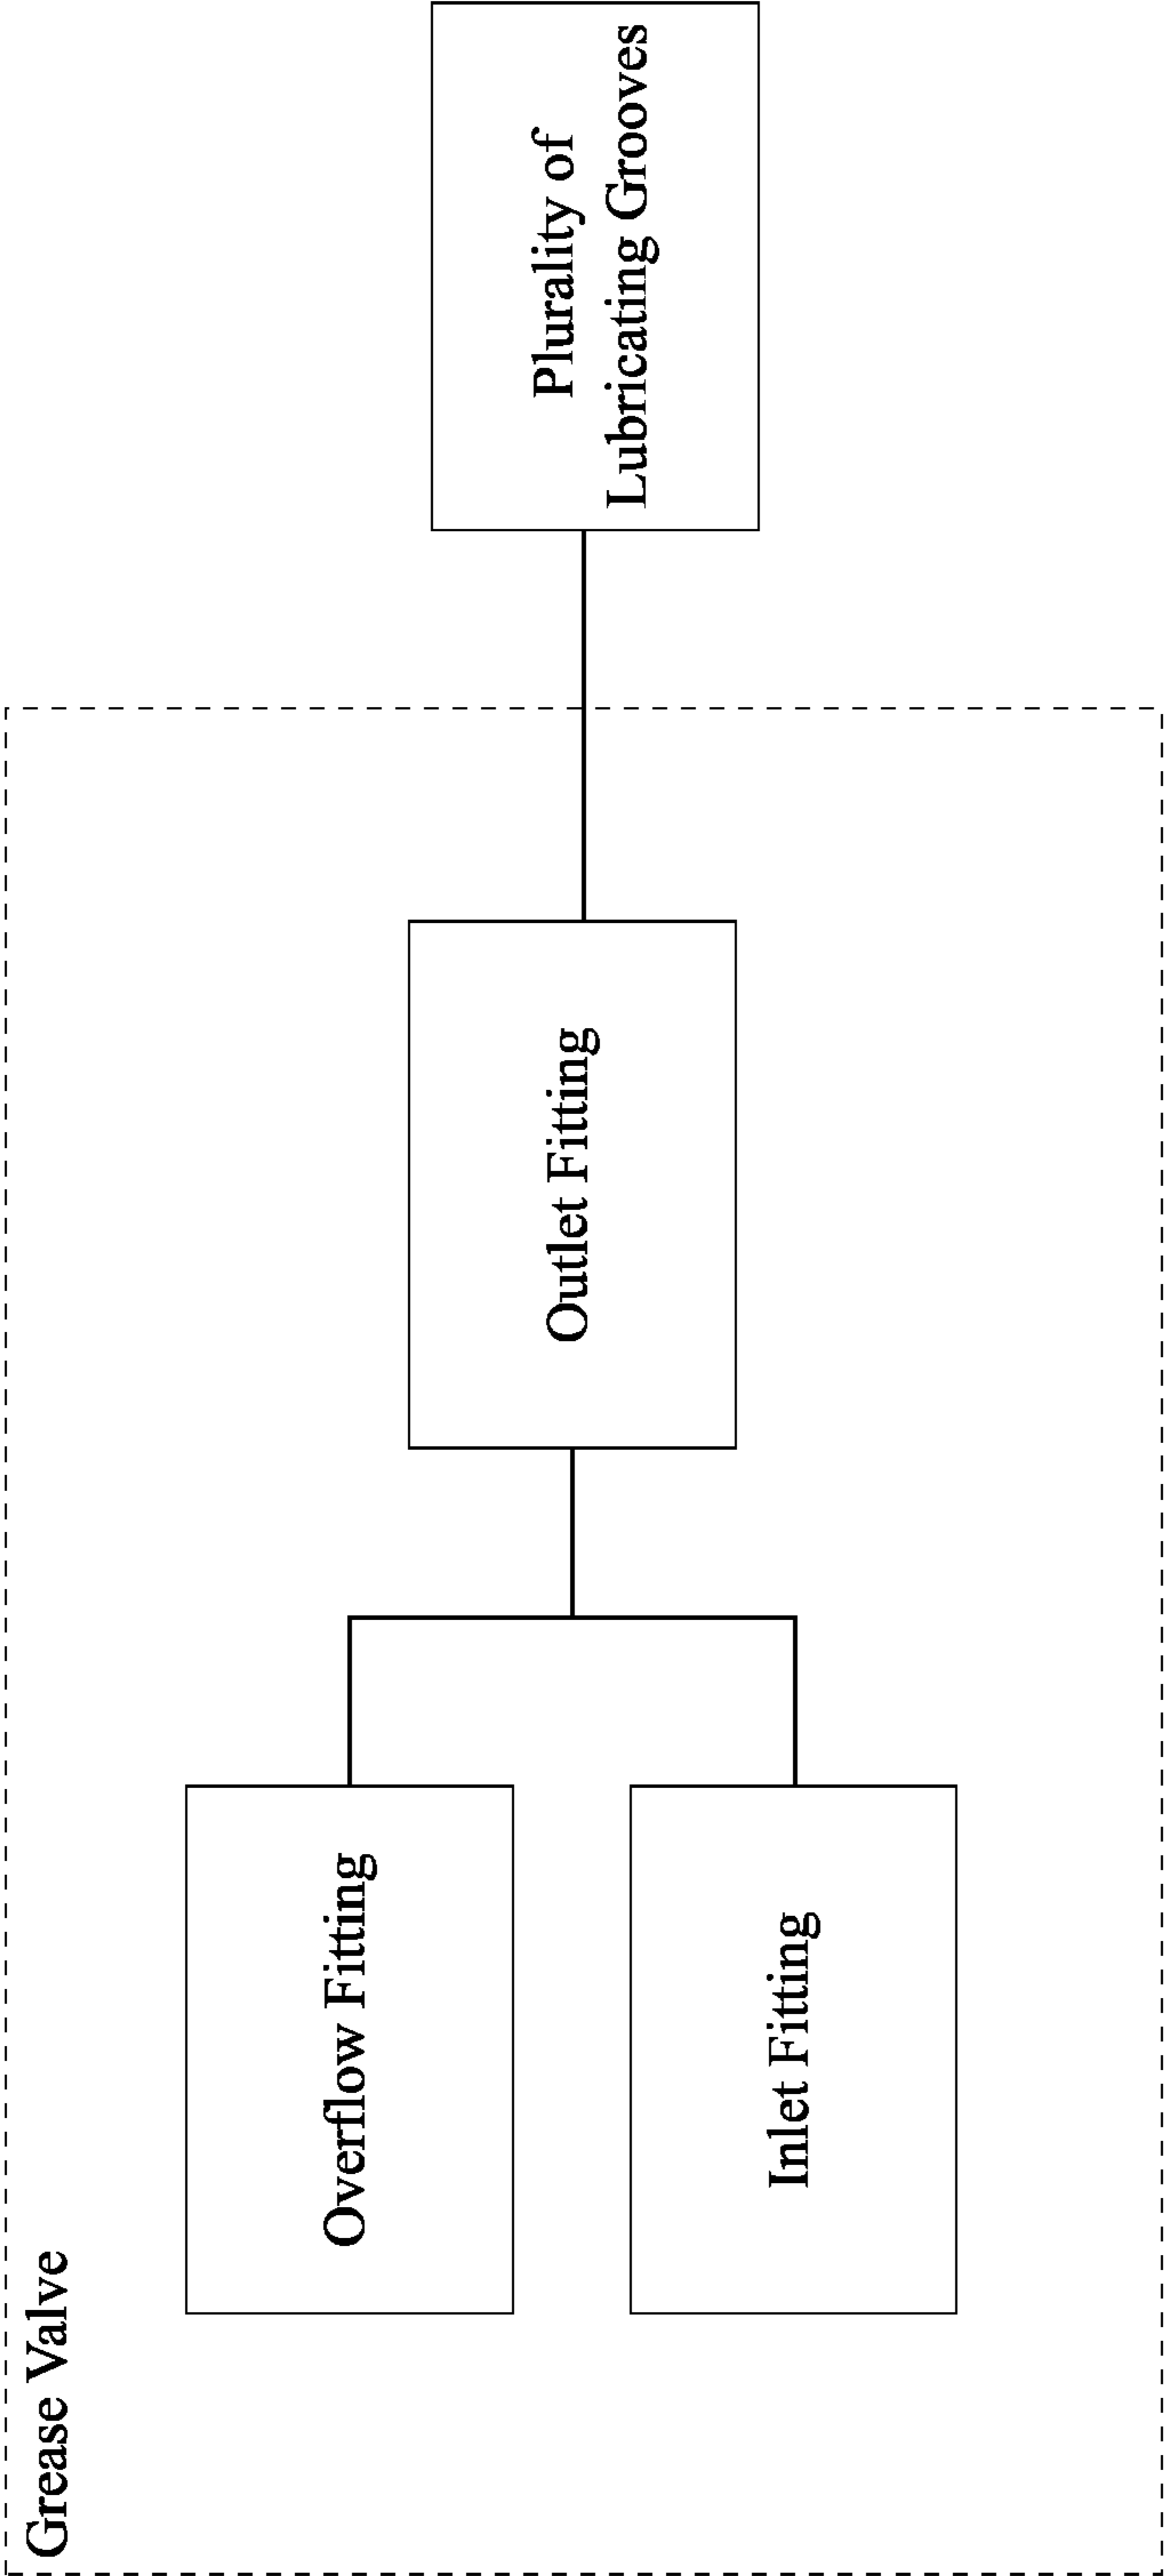 Grease Valve
Overflow Fitting
Inlet Fitting
Outlet Fitting
Plurality of
Lubricating Grooves